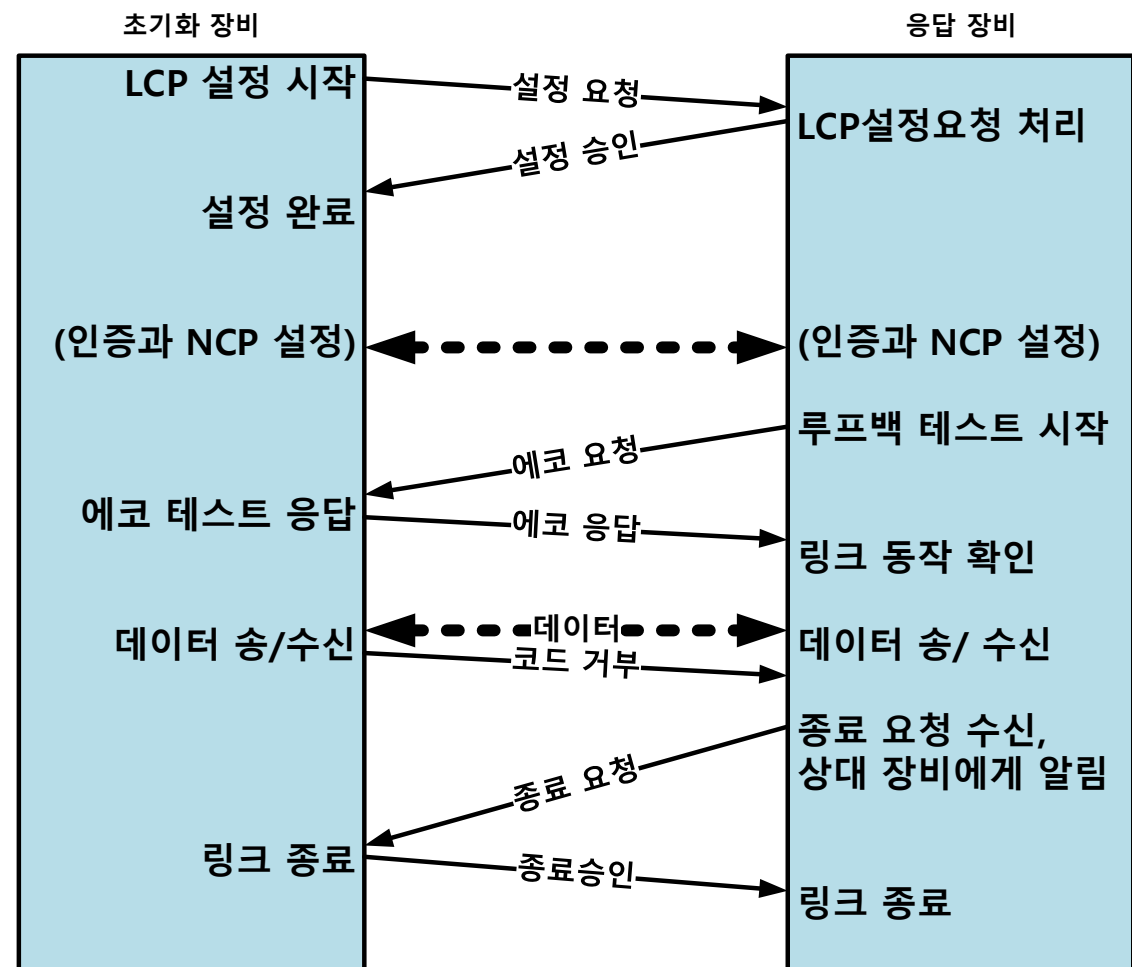 초기화 장비
응답 장비
LCP 설정 시작
설정 요청
LCP설정요청 처리
설정 승인
설정 완료
(인증과 NCP 설정)
(인증과 NCP 설정)
루프백 테스트 시작
에코 요청
에코 테스트 응답
에코 응답
링크 동작 확인
데이터 송/수신
데이터
데이터 송/ 수신
코드 거부
종료 요청 수신,
상대 장비에게 알림
종료 요청
링크 종료
종료승인
링크 종료